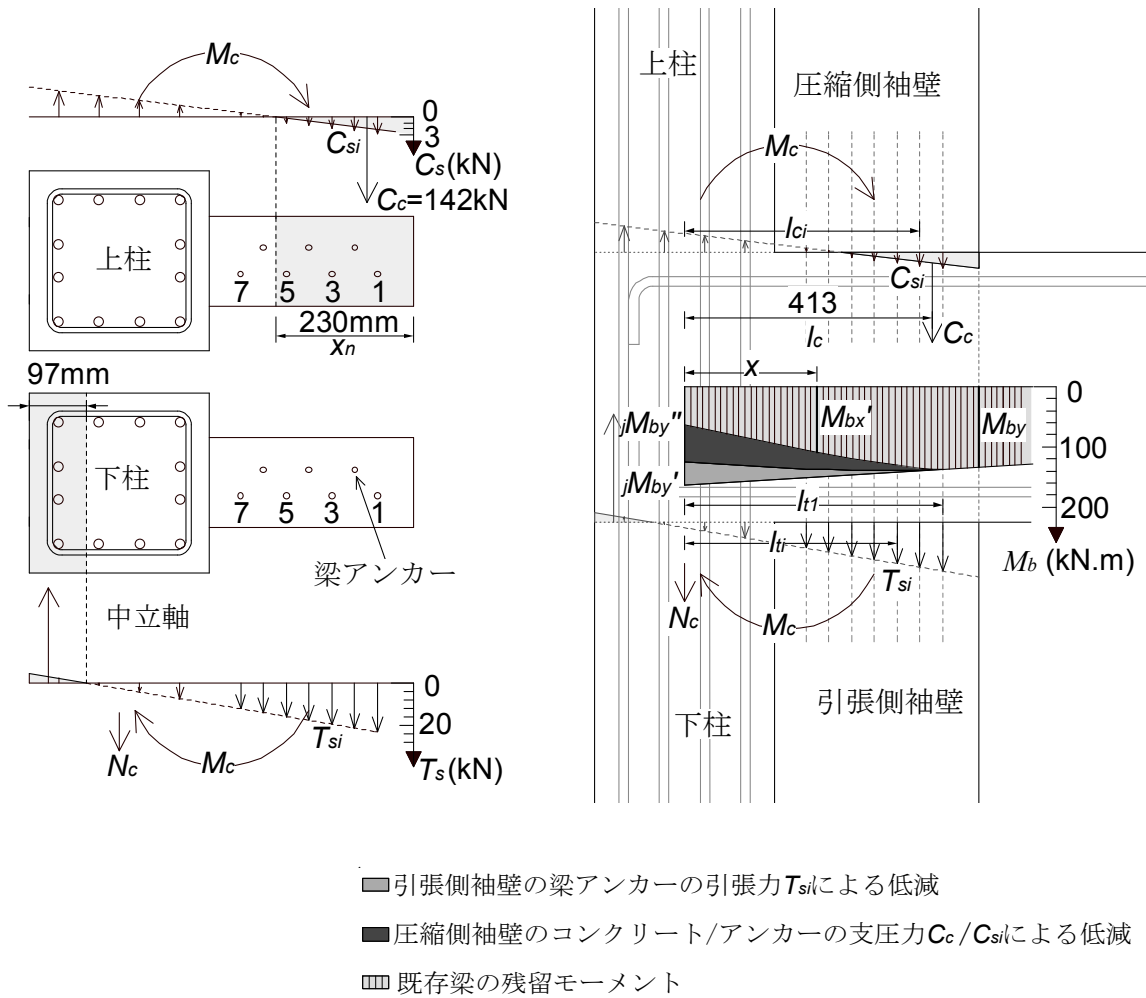 Mc
0
3
Csi
Cs(kN)
Cc=142kN
上柱
7 5 3 1
230mm
xn
97mm
下柱
7 5 3 1
梁アンカー
中立軸
0
20
Tsi
Nc
Mc
Ts(kN)
上柱
圧縮側袖壁
Mc
lci
Csi
413
lc
Cc
x
0
jMby''
Mbx'
Mby
100
jMby'
lt1
200
lti
Mb (kN.m)
Tsi
Nc
Mc
引張側袖壁
下柱
引張側袖壁の梁アンカーの引張力Tsiによる低減
圧縮側袖壁のコンクリート/アンカーの支圧力Cc/Csiによる低減
既存梁の残留モーメント